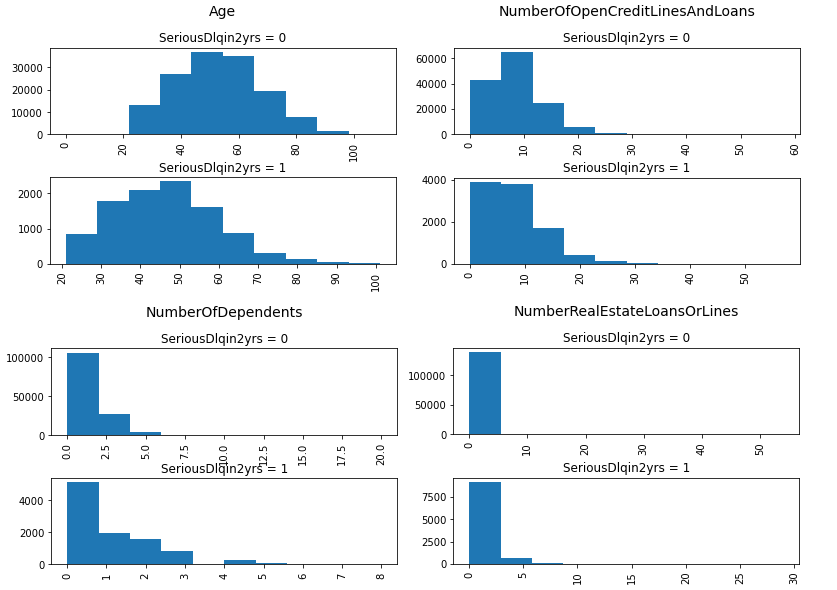 Age
SeriousDlqin2yrs = 0
30000
20000
10000
0
0 20 40 60 80 100
SeriousDlqin2yrs = 1
2000
1000
0
20 30 40 50 60 70 80 90 100
NumberOfOpenCreditLinesAndLoans
SeriousDlqin2yrs = 0
60000
40000
20000
0
0 10 20 30 40 50 60
SeriousDlqin2yrs = 1
4000
2000
0
0 10 20 30 40 50
NumberOfDependents
SeriousDlqin2yrs = 0
100000
50000
0
0.0 2.5 5.0 7.5 10.0 12.5 15.0 17.5 20.0
SeriousDlqin2yrs = 1
4000
2000
0
0 1 2 3 4 5 6 7 8
NumberRealEstateLoansOrLines
SeriousDlqin2yrs = 0
100000
50000
0
0 10 20 30 40 50
SeriousDlqin2yrs = 1
7500
5000
2500
0
0 5 10 15 20 25 30